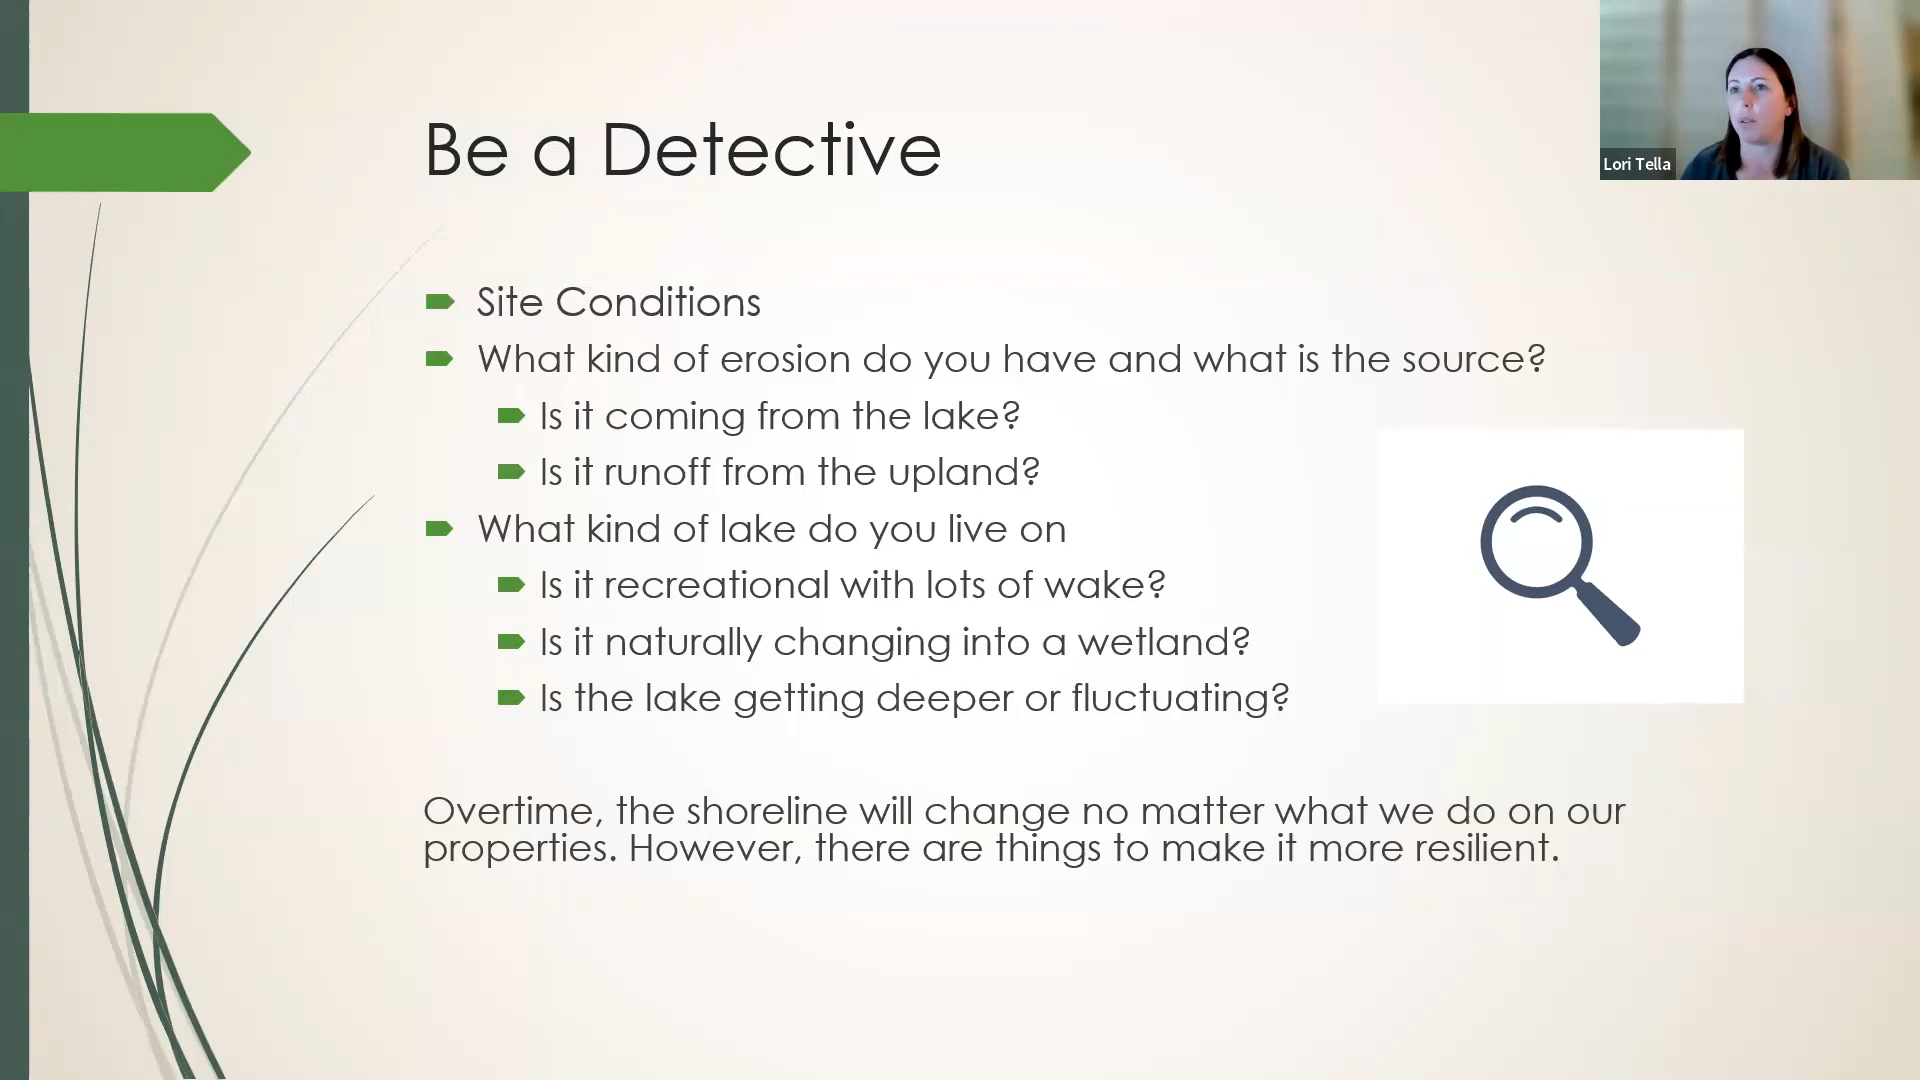 Be a Detective
Lori Tella
Site Conditions
What kind of erosion do you have and what is the source?
Is it coming from the lake?
Is it runoff from the upland?
What kind of lake do you live on
Is it recreational with lots of wake?
Is it naturally changing into a wetland?
Is the lake getting deeper or fluctuating?
Overtime, the shoreline will change no matter what we do on our
properties. However, there are things to make it more resilient.